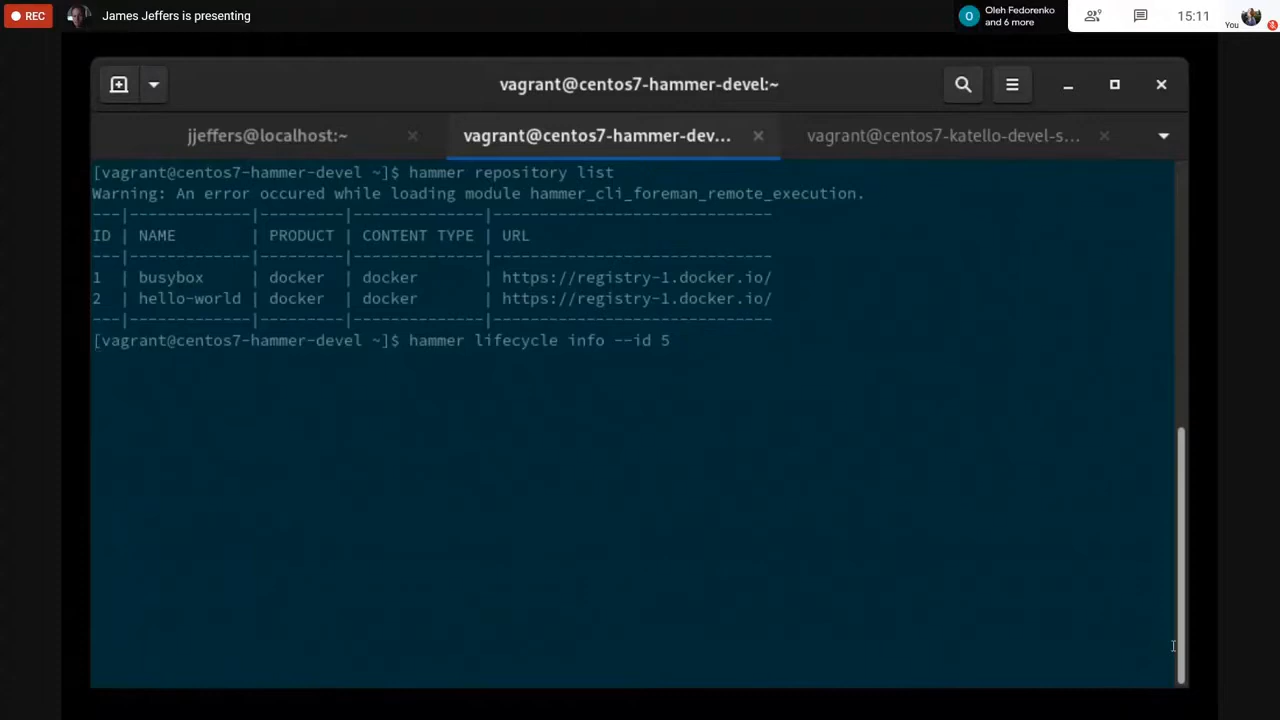 REC
James Jeffers is presenting
O
Oleh Fedorenko
and 6 more
9
15:11
You
vagrant@centos7-hammer-devel:~
jjeffers@localhost:~
vagrant@centos7-hammer-dev...
vagrant@centos7-katello-devel-s...
[vagrant@centos7-hammer-devel ~]$ hammer repository list
Warning: An error occured while loading module hammer_cli_foreman_remote_execution.
---|-------------|---------|--------------|------------------------------
ID | NAME        | PRODUCT | CONTENT TYPE | URL
---|-------------|---------|--------------|------------------------------
1  | busybox     | docker  | docker       | https://registry-1.docker.io/
2  | hello-world | docker  | docker       | https://registry-1.docker.io/
---|-------------|---------|--------------|------------------------------
[vagrant@centos7-hammer-devel ~]$ hammer lifecycle info --id 5